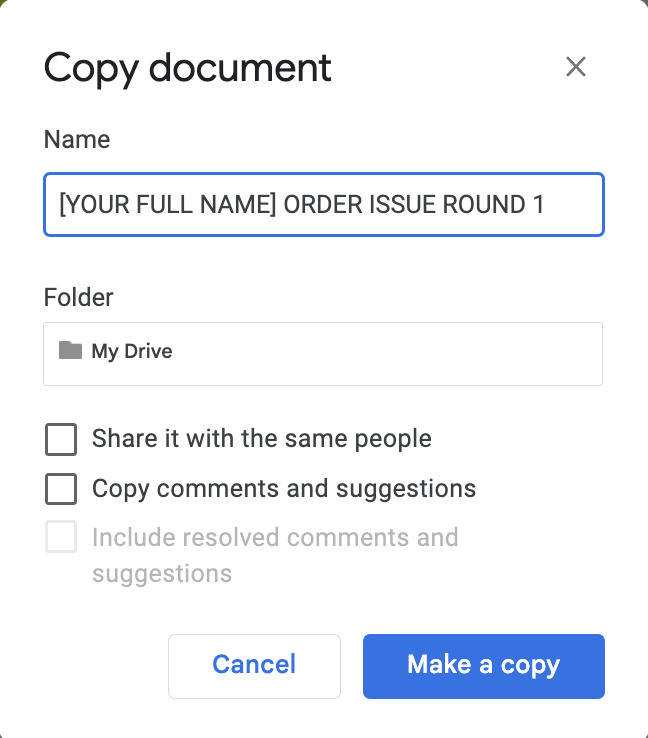 Copy document
Name
[YOUR FULL NAME] ORDER ISSUE ROUND 1
Folder
My Drive
Share it with the same people
Copy comments and suggestions
Include resolved comments and
suggestions
Cancel
Make a copy